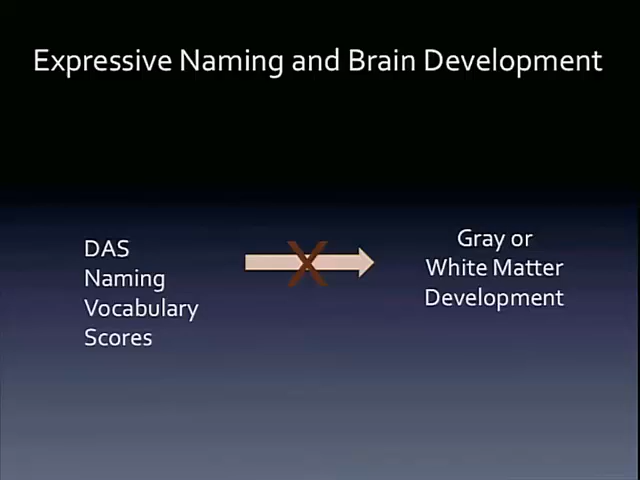 Expressive Naming and Brain Development
DAS
Naming
Vocabulary
Scores
X
Gray or
White Matter
Development